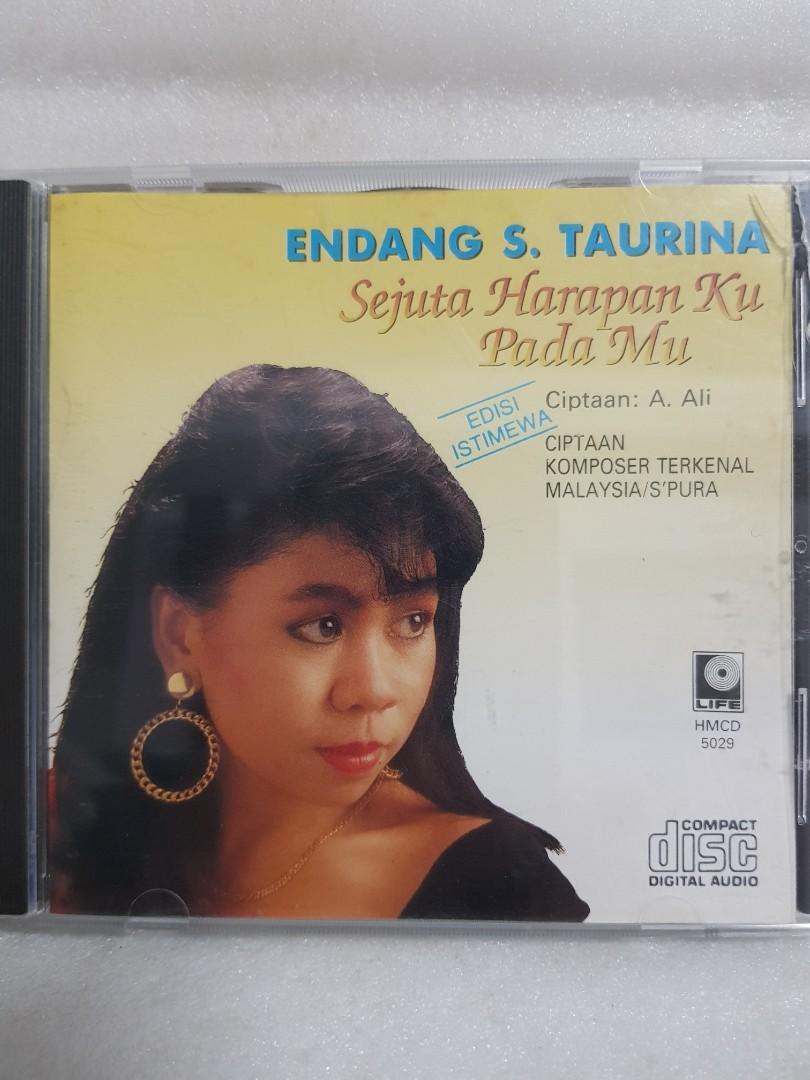 ENDANG S. TAURINA
Sejuta Harapan Ku
Pada Mu
EDISI
ISTIMEWA
Ciptaan: A. Ali
CIPTAAN
KOMPOSER TERKENAL
MALAYSIA/S'PURA
LIFE
HMCD
5029
COMPACT
disc
DIGITAL AUDIO